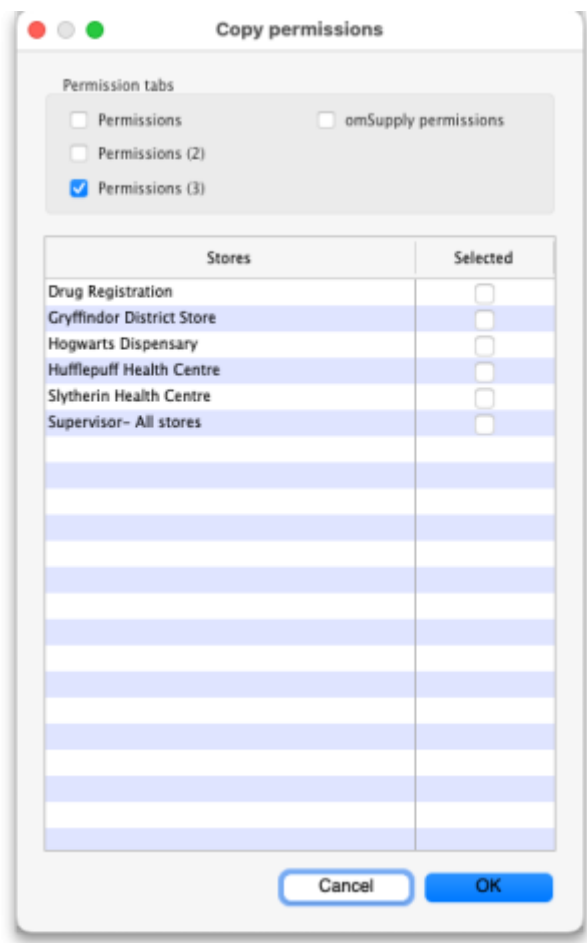 Copy permissions
Permission tabs
Permissions omSupply permissions
Permissions (2)
Permissions (3)
Stores Selected
Drug Registration
Gryffindor District Store
Hogwarts Dispensary
Hufflepuff Health Centre
Slytherin Health Centre
Supervisor- All stores
Cancel OK